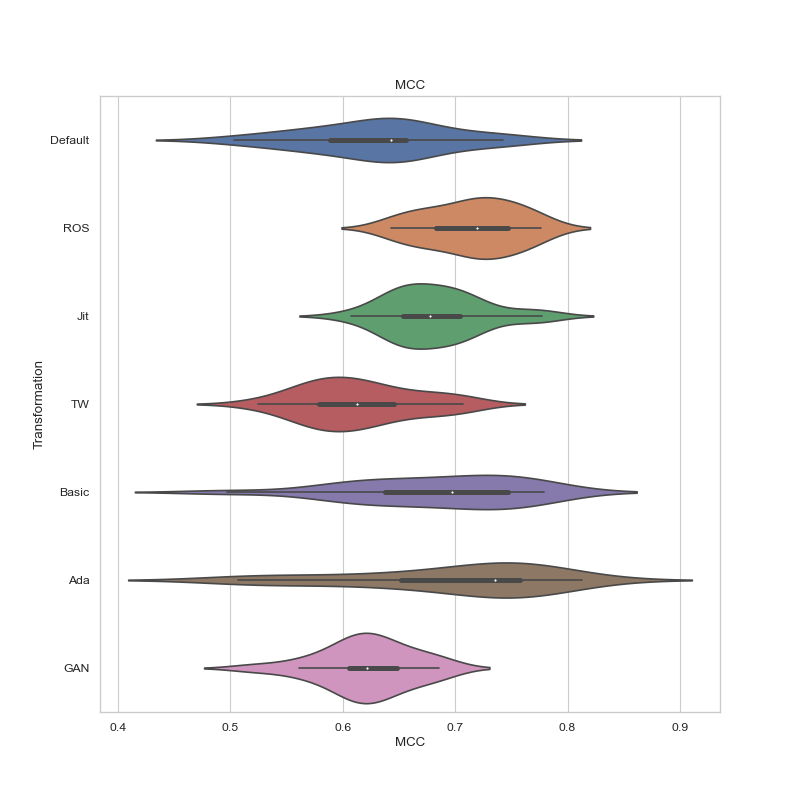 MCC
Default
ROS
Jit
TW
Basic
Ada
GAN
Transformation
0.4 0.5 0.6 0.7 0.8 0.9
MCC